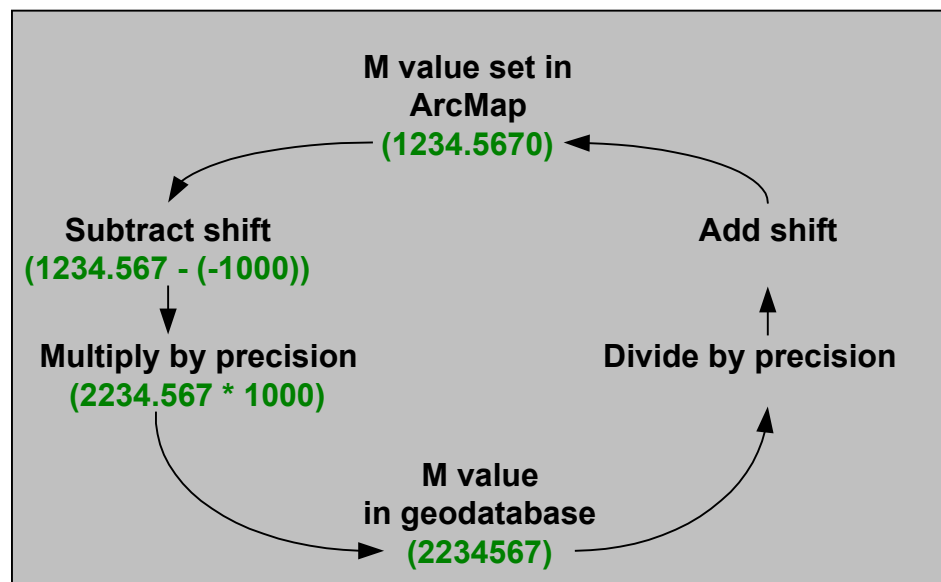 M value set in
ArcMap
(1234.5670)
Subtract shift
(1234.567 - (-1000))
Multiply by precision
(2234.567 * 1000)
M value
in geodatabase
(2234567)
Divide by precision
Add shift